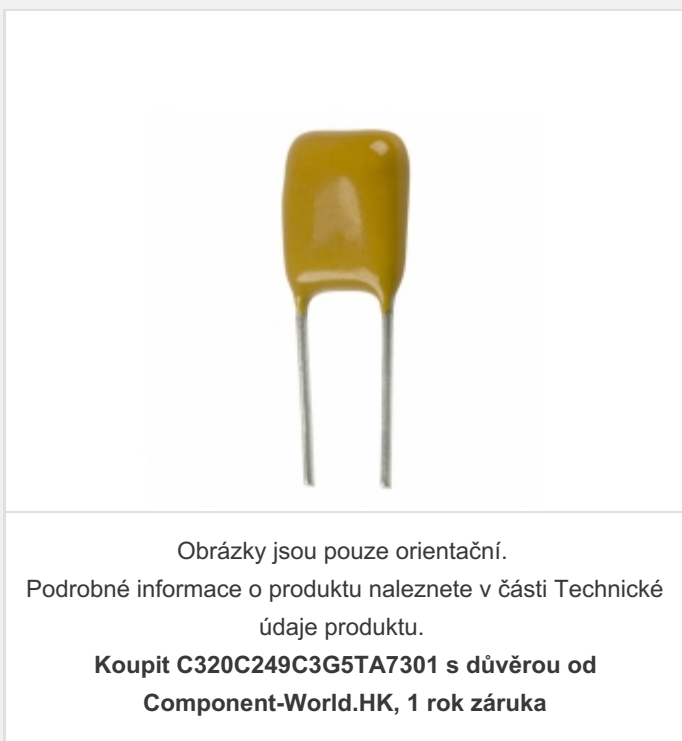 Obrázky jsou pouze orientační.
Podrobné informace o produktu naleznete v části Technické
údaje produktu.
Koupit C320C249C3G5TA7301 s důvěrou od
Component-World.HK, 1 rok záruka